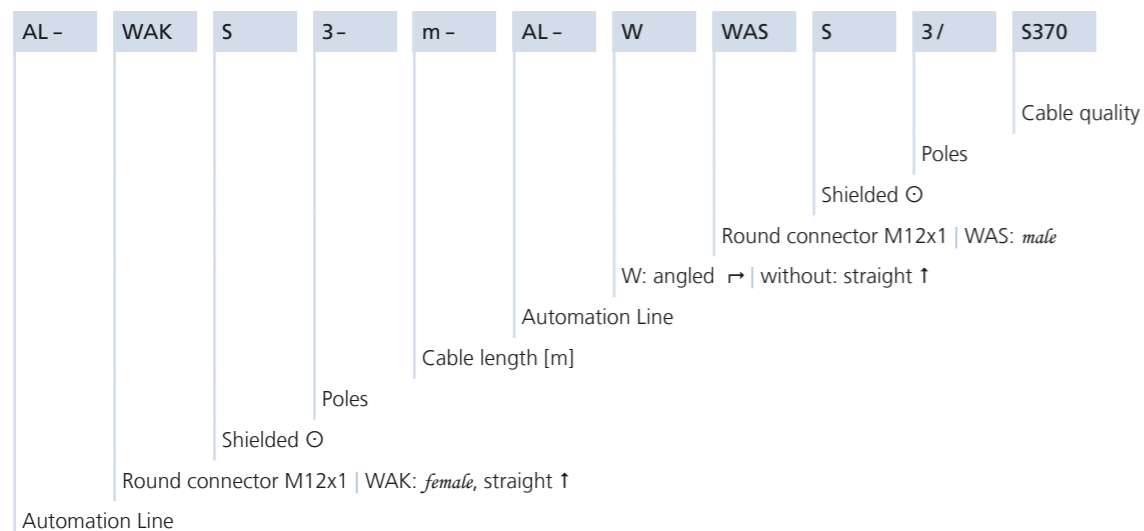 AL – WAK S 3 – m – AL – W WAS S 3 / S370
Cable quality
Poles
Shielded ⊙
Round connector M12x1 | WAS: male
W: angled ↱ | without: straight ↑
Automation Line
Cable length [m]
Poles
Shielded ⊙
Round connector M12x1 | WAK: female, straight ↑
Automation Line